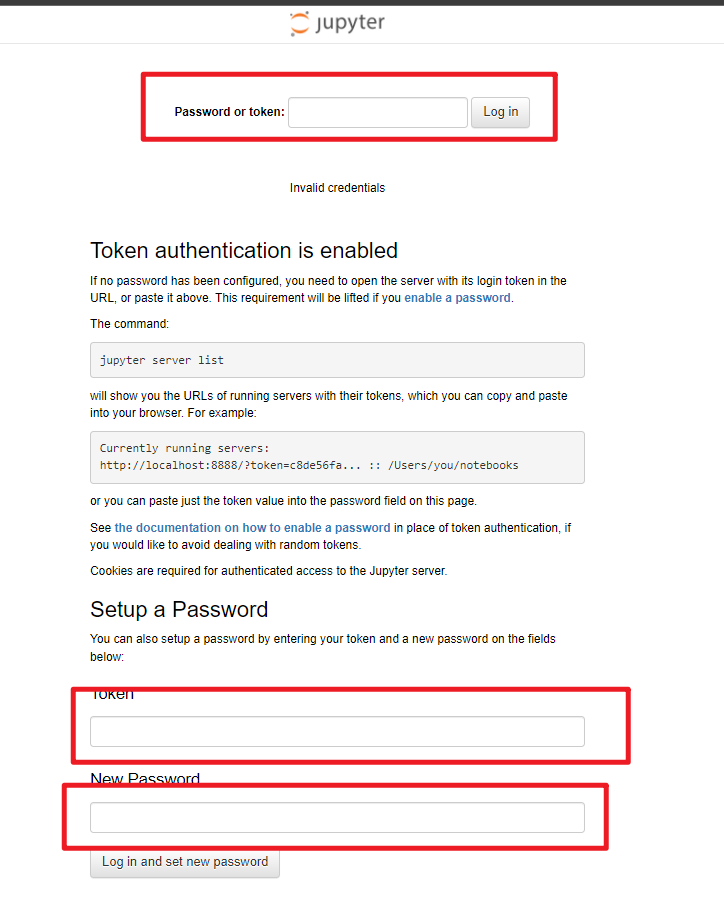 jupyter
Password or token: Log in
Invalid credentials
Token authentication is enabled
If no password has been configured, you need to open the server with its login token in the
URL, or paste it above. This requirement will be lifted if you enable a password.
The command:
jupyter server list
will show you the URLs of running servers with their tokens, which you can copy and paste
into your browser. For example:
Currently running servers:
http://localhost:8888/?token=c8de56fa... :: /Users/you/notebooks
or you can paste just the token value into the password field on this page.
See the documentation on how to enable a password in place of token authentication, if
you would like to avoid dealing with random tokens.
Cookies are required for authenticated access to the Jupyter server.
Setup a Password
You can also setup a password by entering your token and a new password on the fields
below:
Token
New Password
Log in and set new password